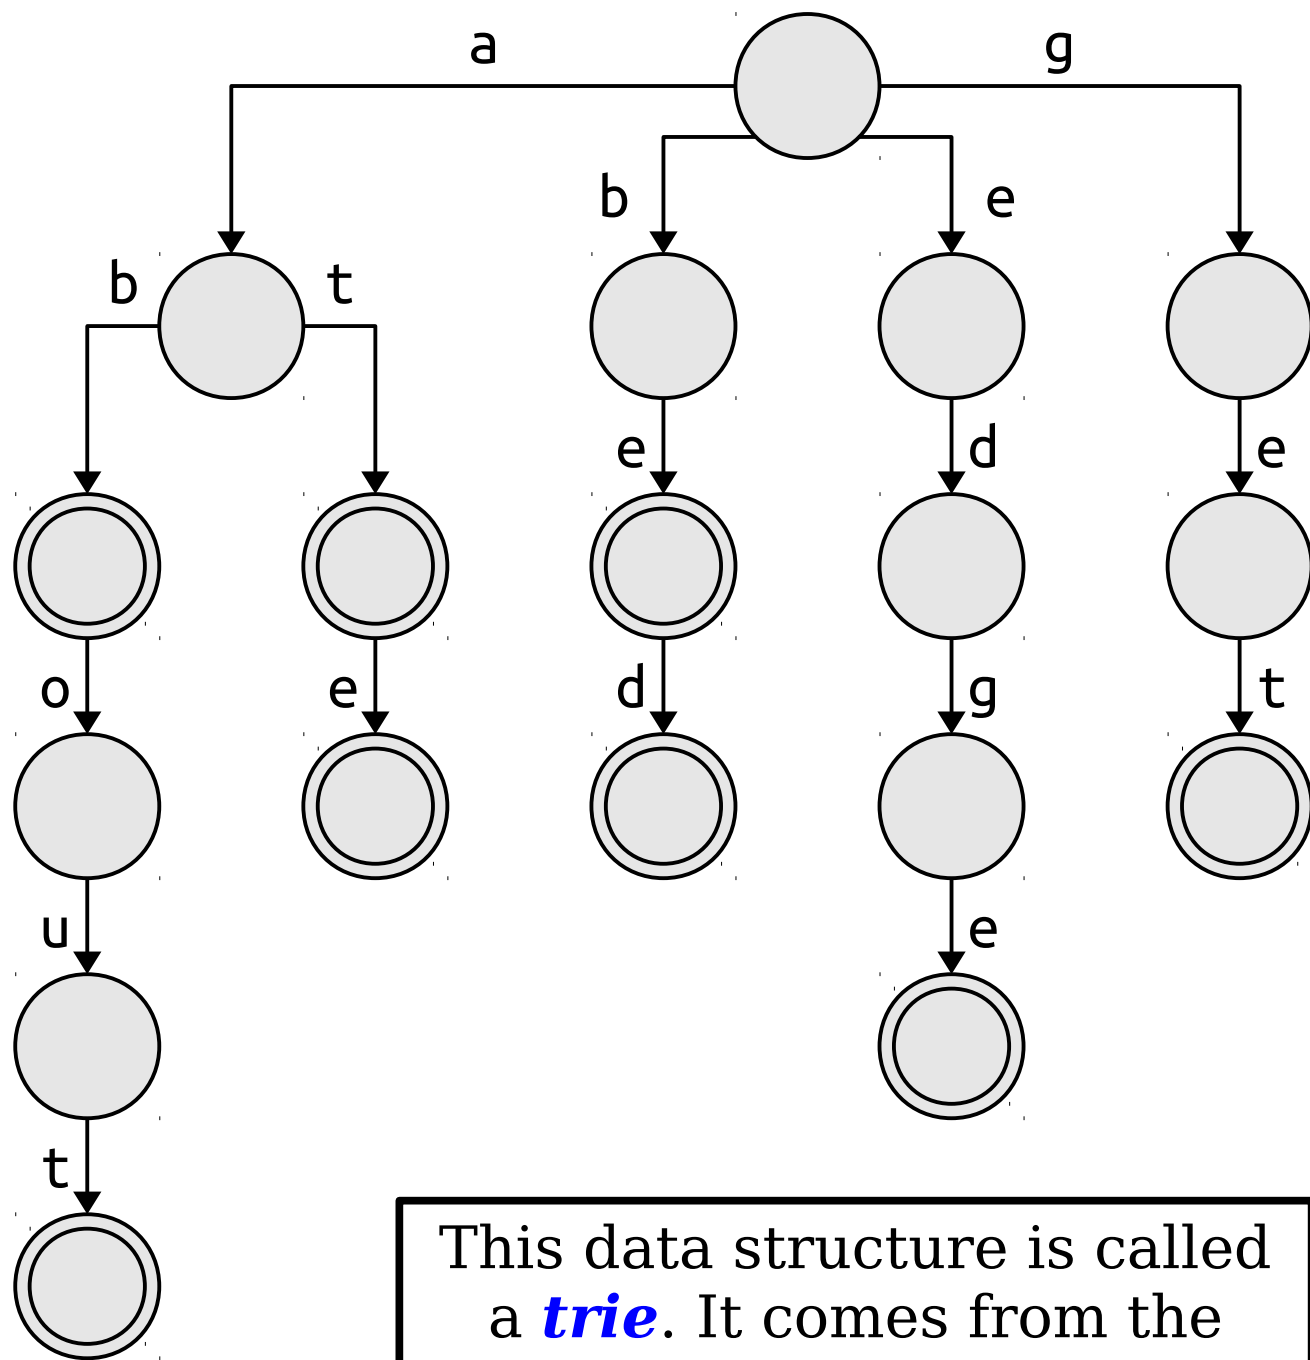 a
g
b
e
b
t
e
d
e
o
e
d
g
t
u
e
t
This data structure is called
a trie. It comes from the